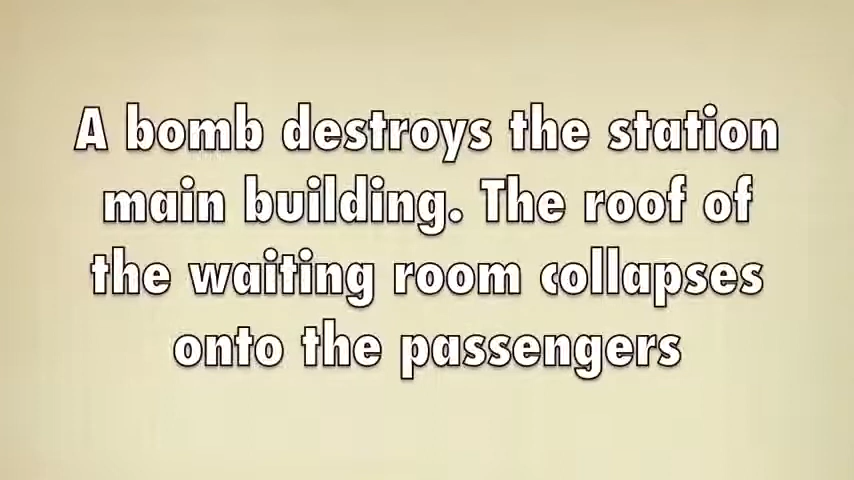 A bomb destroys the station
main building. The roof of
the waiting room collapses
onto the passengers